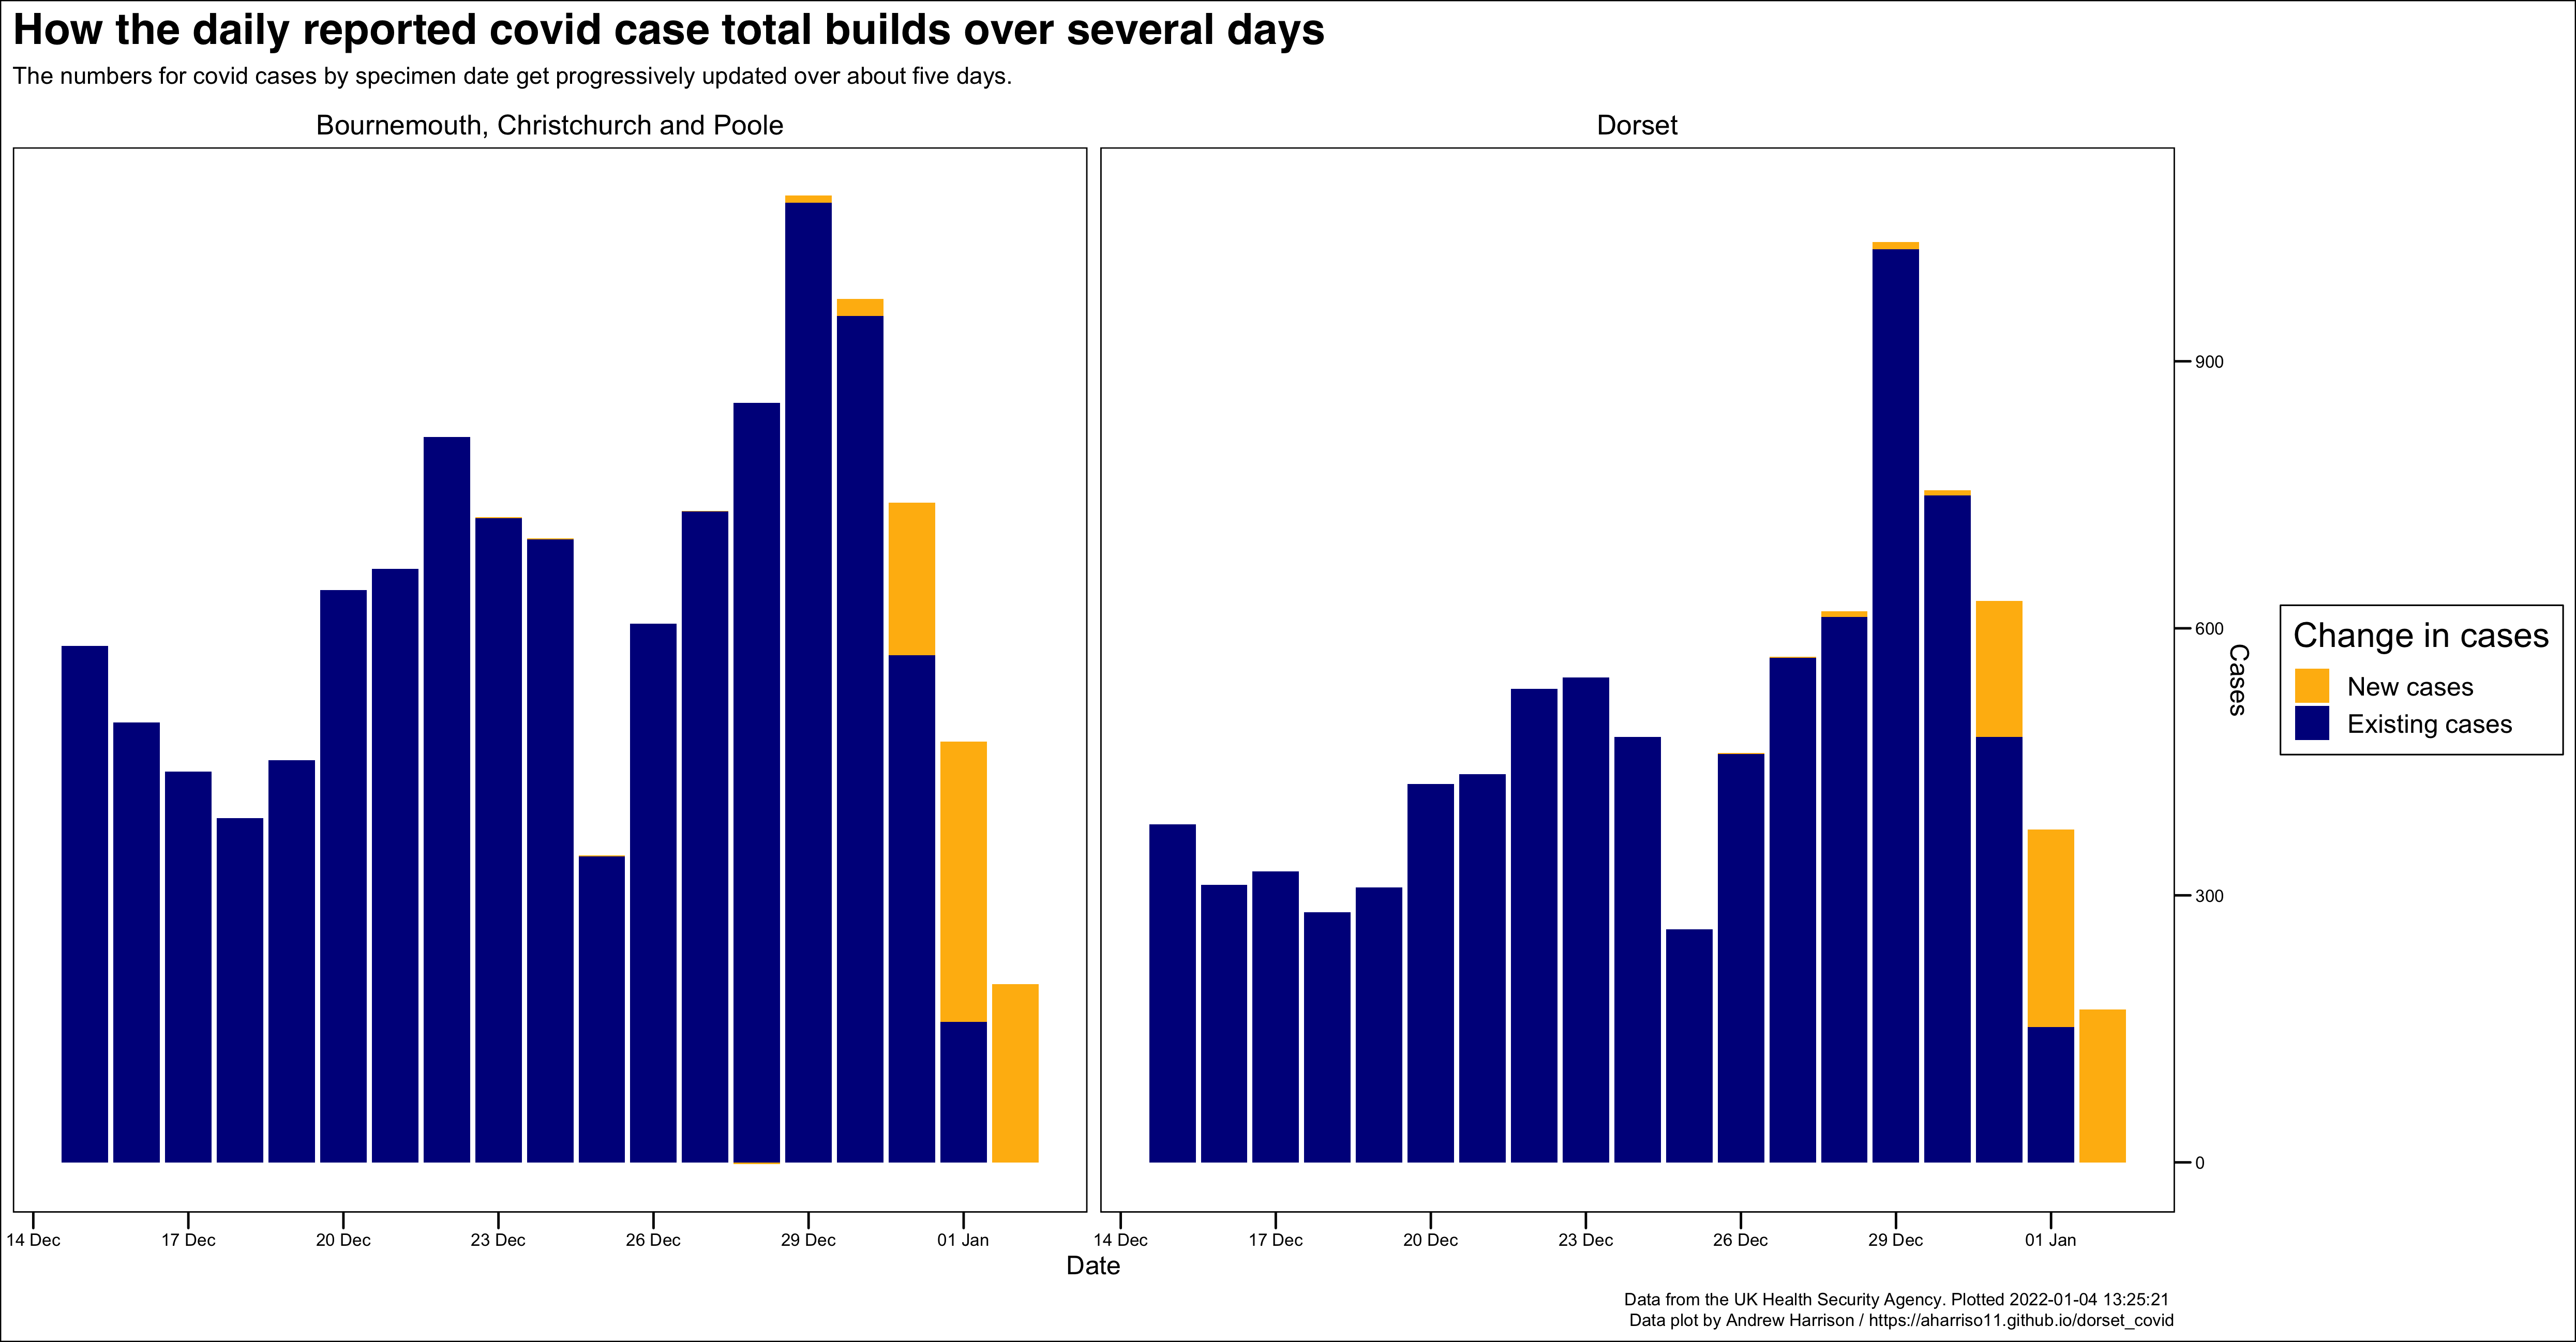 How the daily reported covid case total builds over several days
The numbers for covid cases by specimen date get progressively updated over about five days.
Bournemouth, Christchurch and Poole
Dorset
900
600
300
0
Cases
Change in cases
New cases
Existing cases
14 Dec 17 Dec 20 Dec 23 Dec 26 Dec 29 Dec 01 Jan
14 Dec 17 Dec 20 Dec 23 Dec 26 Dec 29 Dec 01 Jan
Date
Data from the UK Health Security Agency. Plotted 2022-01-04 13:25:21
Data plot by Andrew Harrison / https://aharriso11.github.io/dorset_covid